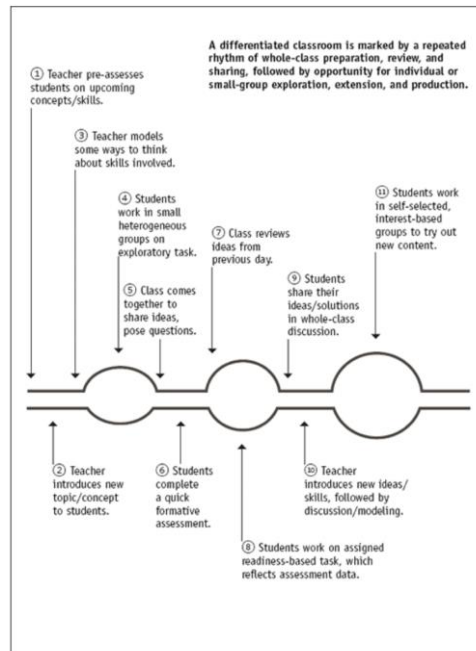 A differentiated classroom is marked by a repeated
rhythm of whole-class preparation, review, and
sharing, followed by opportunity for individual or
small-group exploration, extension, and production.
① Teacher pre-assesses
students on upcoming
concepts/skills.
② Teacher
introduces new
topic/concept
to students.
③ Teacher models
some ways to think
about skills involved.
④ Students
work in small
heterogeneous
groups on
exploratory task.
⑤ Class comes
together to
share ideas,
pose questions.
⑥ Students
complete
a quick
formative
assessment.
⑦ Class reviews
ideas from
previous day.
⑧ Students work on assigned
readiness-based task, which
reflects assessment data.
⑨ Students
share their
ideas/solutions
in whole-class
discussion.
⑩ Teacher
introduces new ideas/
skills, followed by
discussion/modeling.
⑪ Students work
in self-selected,
interest-based
groups to try out
new content.